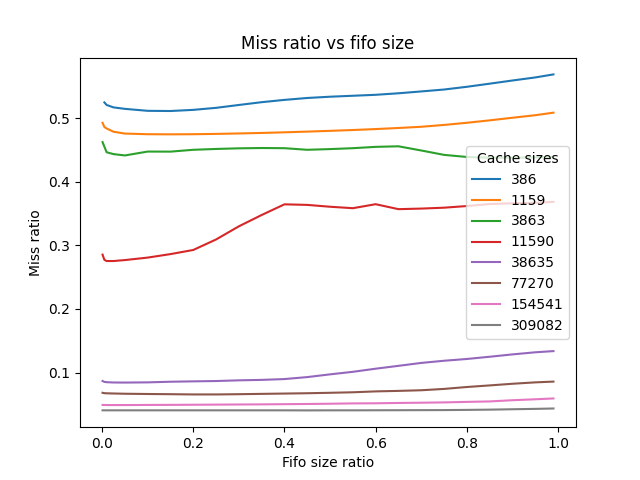 Miss ratio vs fifo size
Miss ratio
0.5
0.4
0.3
0.2
0.1
Cache sizes
386
1159
3863
11590
38635
77270
154541
309082
0.0 0.2 0.4 0.6 0.8 1.0
Fifo size ratio